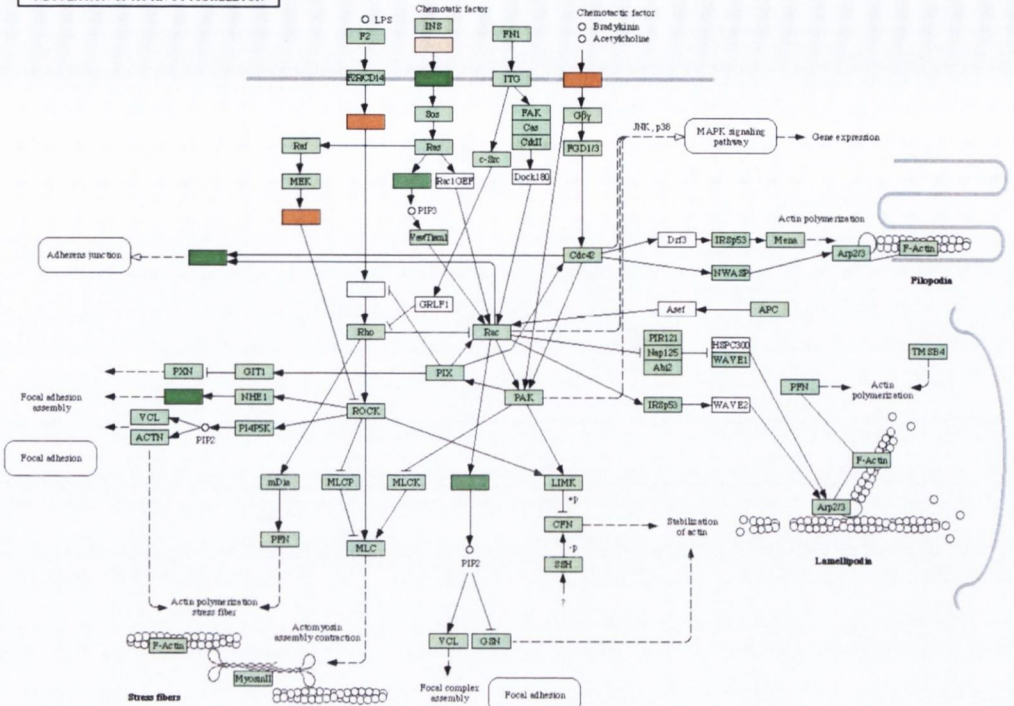 Chemotactic factor
Chemotactic factor
LPS
Bradykinin
Acetylcholine
F2
INS
FN1
F2R
CD14
ITG
Sos
FAK
Cas
CrkII
Gβγ
JNK, p38
MAPK signaling
pathway
Gene expression
Raf
Ras
c-Src
FGD1/3
MEK
Rac1GEF
Dock180
PIP3
Actin polymerization
Vav/Tiam1
Adherens junction
Cdc42
Drf3
IRSp53
Mena
Arp2/3
F-Actin
NWASP
Filopodia
GRLF1
Asef
APC
Rho
Rac
PIR121
Nap125
Abi2
HSPC300
WAVE1
TMSB4
PXN
GIT1
PIX
PFN
Actin
polymerization
Focal adhesion
assembly
NHE1
PAK
IRSp53
WAVE2
VCL
ROCK
ACTN
PIP2
PI4P5K
Focal adhesion
F-Actin
mDia
MLCP
MLCK
LIMK
Arp2/3
+p
CFN
Stabilization
of actin
PFN
MLC
Lamellipodia
-p
PIP2
SSH
?
Actin polymerization
stress fiber
Actomyosin
assembly contraction
F-Actin
VCL
GSN
MyosinII
Stress fibers
Focal complex
assembly
Focal adhesion